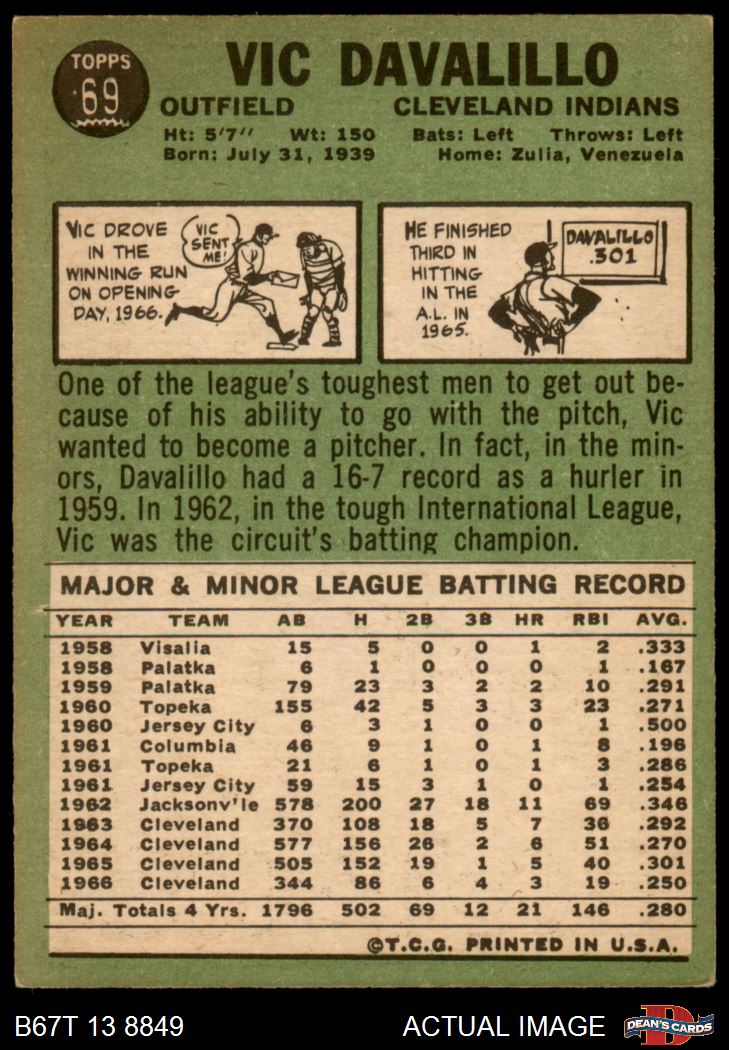 TOPPS
69
VIC DAVALILLO
OUTFIELD CLEVELAND INDIANS
Ht: 5'7" Wt: 150 Bats: Left Throws: Left
Born: July 31, 1939 Home: Zulia, Venezuela
VIC DROVE
IN THE
WINNING RUN
ON OPENING
DAY, 1966.
VIC
SENT
ME!
HE FINISHED
THIRD IN
HITTING
IN THE
A.L. IN
1965.
DAVALILLO
.301
One of the league's toughest men to get out be-
cause of his ability to go with the pitch, Vic
wanted to become a pitcher. In fact, in the min-
ors, Davalillo had a 16-7 record as a hurler in
1959. In 1962, in the tough International League,
Vic was the circuit's batting champion.
MAJOR & MINOR LEAGUE BATTING RECORD
YEAR TEAM AB H 2B 3B HR RBI AVG.
1958 Visalia 15 5 0 0 1 2 .333
1958 Palatka 6 1 0 0 0 1 .167
1959 Palatka 79 23 3 2 2 10 .291
1960 Topeka 155 42 5 3 3 23 .271
1960 Jersey City 6 3 1 0 0 1 .500
1961 Columbia 46 9 1 0 1 8 .196
1961 Topeka 21 6 1 0 1 3 .286
1961 Jersey City 59 15 3 1 0 1 .254
1962 Jacksonv'le 578 200 27 18 11 69 .346
1963 Cleveland 370 108 18 5 7 36 .292
1964 Cleveland 577 156 26 2 6 51 .270
1965 Cleveland 505 152 19 1 5 40 .301
1966 Cleveland 344 86 6 4 3 19 .250
Maj. Totals 4 Yrs. 1796 502 69 12 21 146 .280
©T.C.G. PRINTED IN U.S.A.
B67T 13 8849 ACTUAL IMAGE
D
DEAN'S CARDS